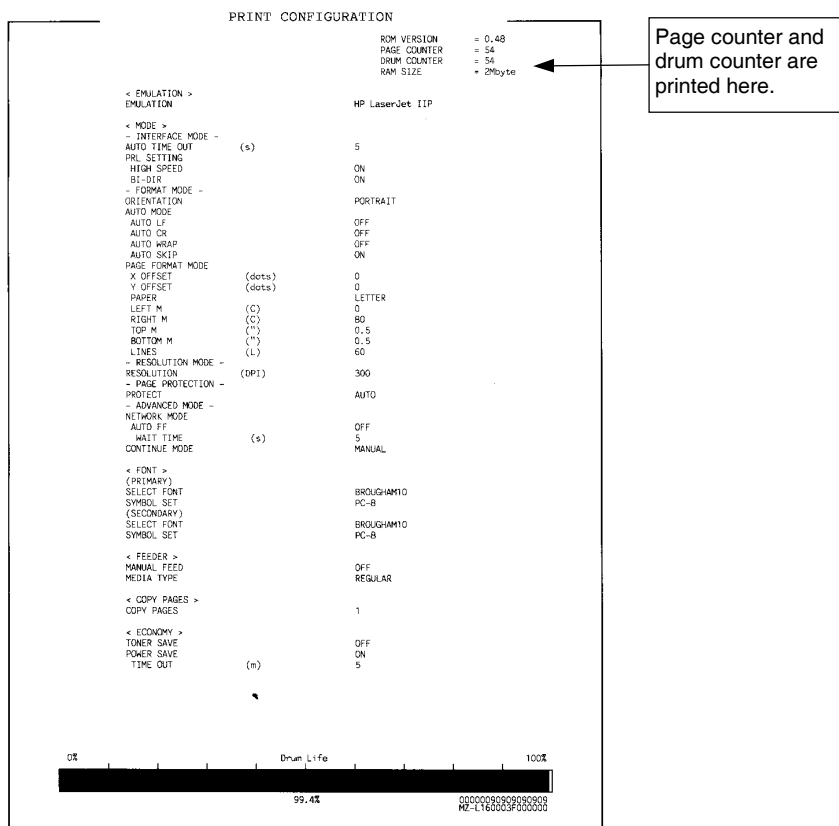 PRINT CONFIGURATION
ROM VERSION = 0.48
PAGE COUNTER = 54
DRUM COUNTER = 54
RAM SIZE = 2Mbyte
Page counter and
drum counter are
printed here.
< EMULATION >
EMULATION HP LaserJet IIP
< MODE >
- INTERFACE MODE -
AUTO TIME OUT (s) 5
PRL SETTING
HIGH SPEED ON
BI-DIR ON
- FORMAT MODE -
ORIENTATION PORTRAIT
AUTO MODE
AUTO LF OFF
AUTO CR OFF
AUTO WRAP OFF
AUTO SKIP ON
PAGE FORMAT MODE
X OFFSET (dots) 0
Y OFFSET (dots) 0
PAPER LETTER
LEFT M (C) 0
RIGHT M (C) 80
TOP M (") 0.5
BOTTOM M (") 0.5
LINES (L) 60
- RESOLUTION MODE -
RESOLUTION (DPI) 300
- PAGE PROTECTION -
PROTECT AUTO
- ADVANCED MODE -
NETWORK MODE
AUTO FF OFF
WAIT TIME (s) 5
CONTINUE MODE MANUAL
< FONT >
(PRIMARY)
SELECT FONT BROUGHAM10
SYMBOL SET PC-8
(SECONDARY)
SELECT FONT BROUGHAM10
SYMBOL SET PC-8
< FEEDER >
MANUAL FEED OFF
MEDIA TYPE REGULAR
< COPY PAGES >
COPY PAGES 1
< ECONOMY >
TONER SAVE OFF
POWER SAVE ON
TIME OUT (m) 5
0% Drum Life 100%
99.4% 00000090909090909
MZ-L160003F000000